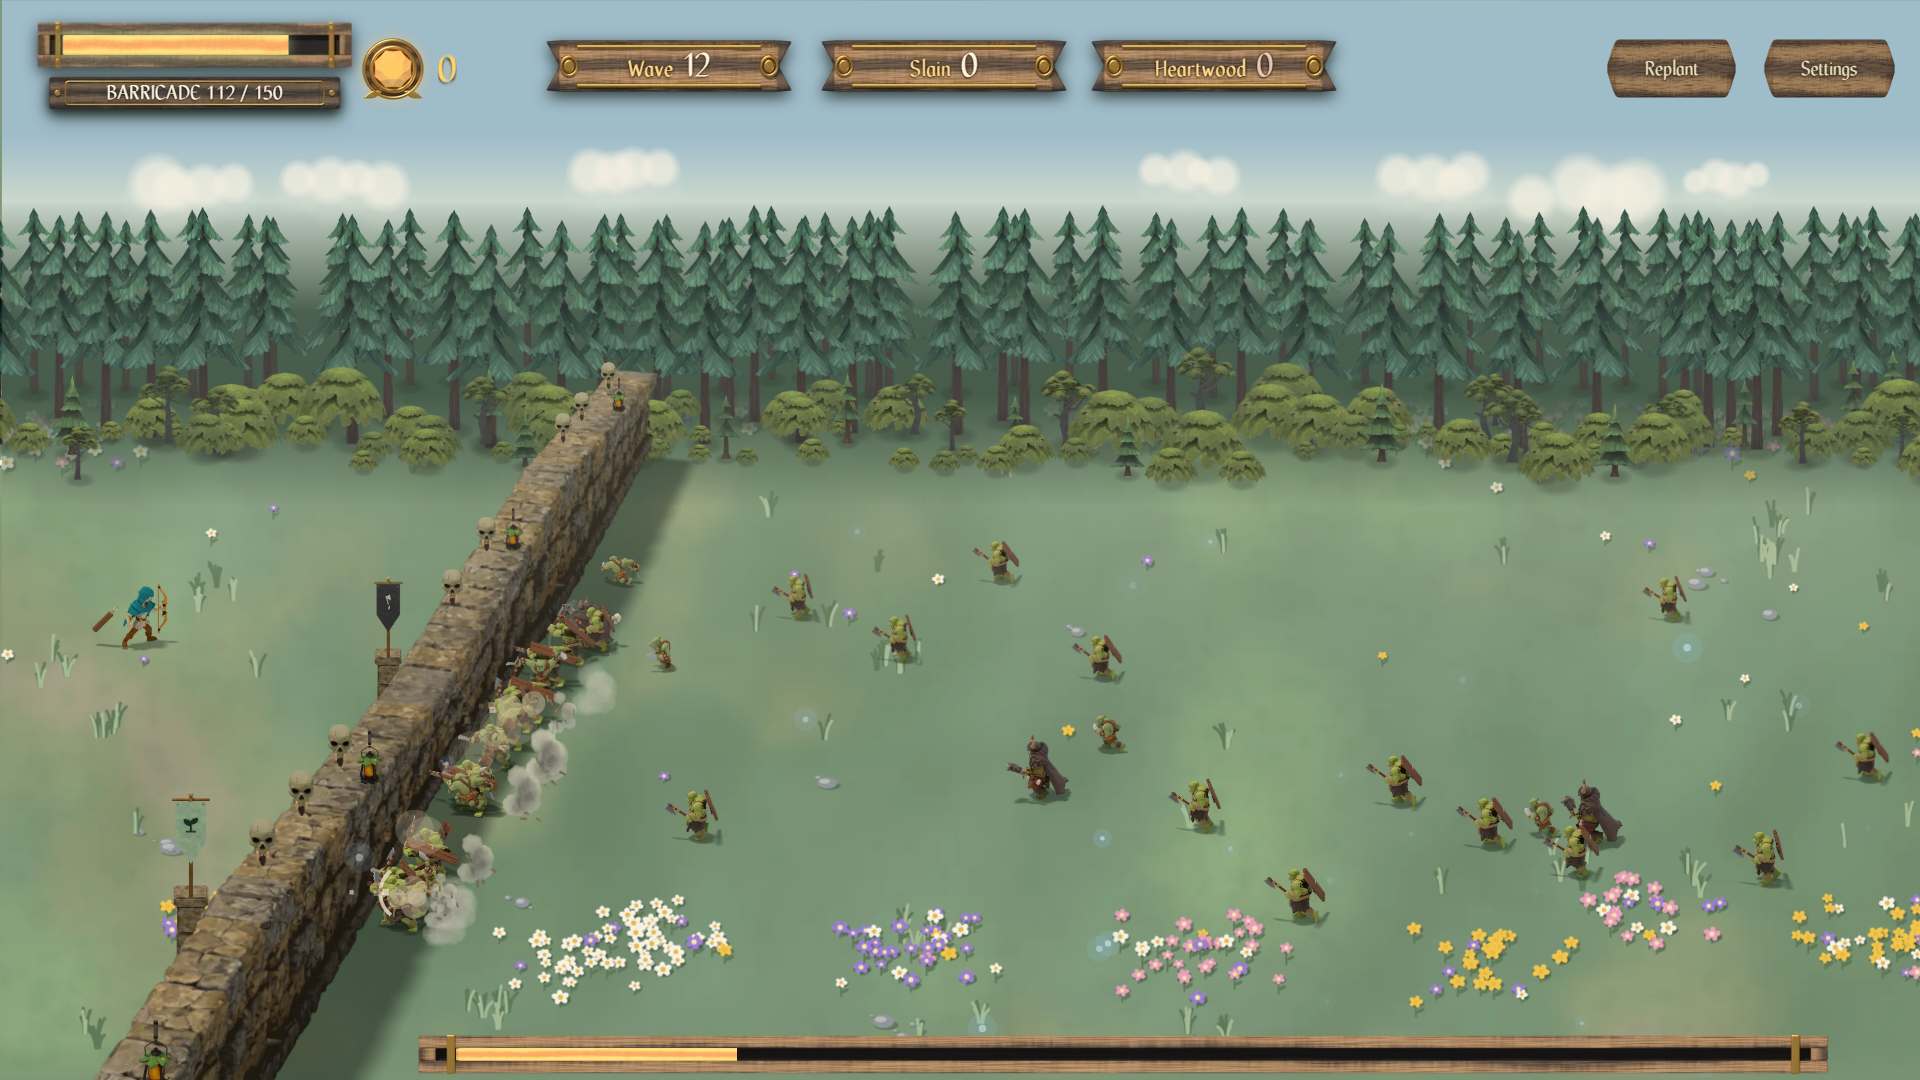 BARRICADE 112 / 150
0
Wave 12
Slain 0
Heartwood 0
Replant
Settings